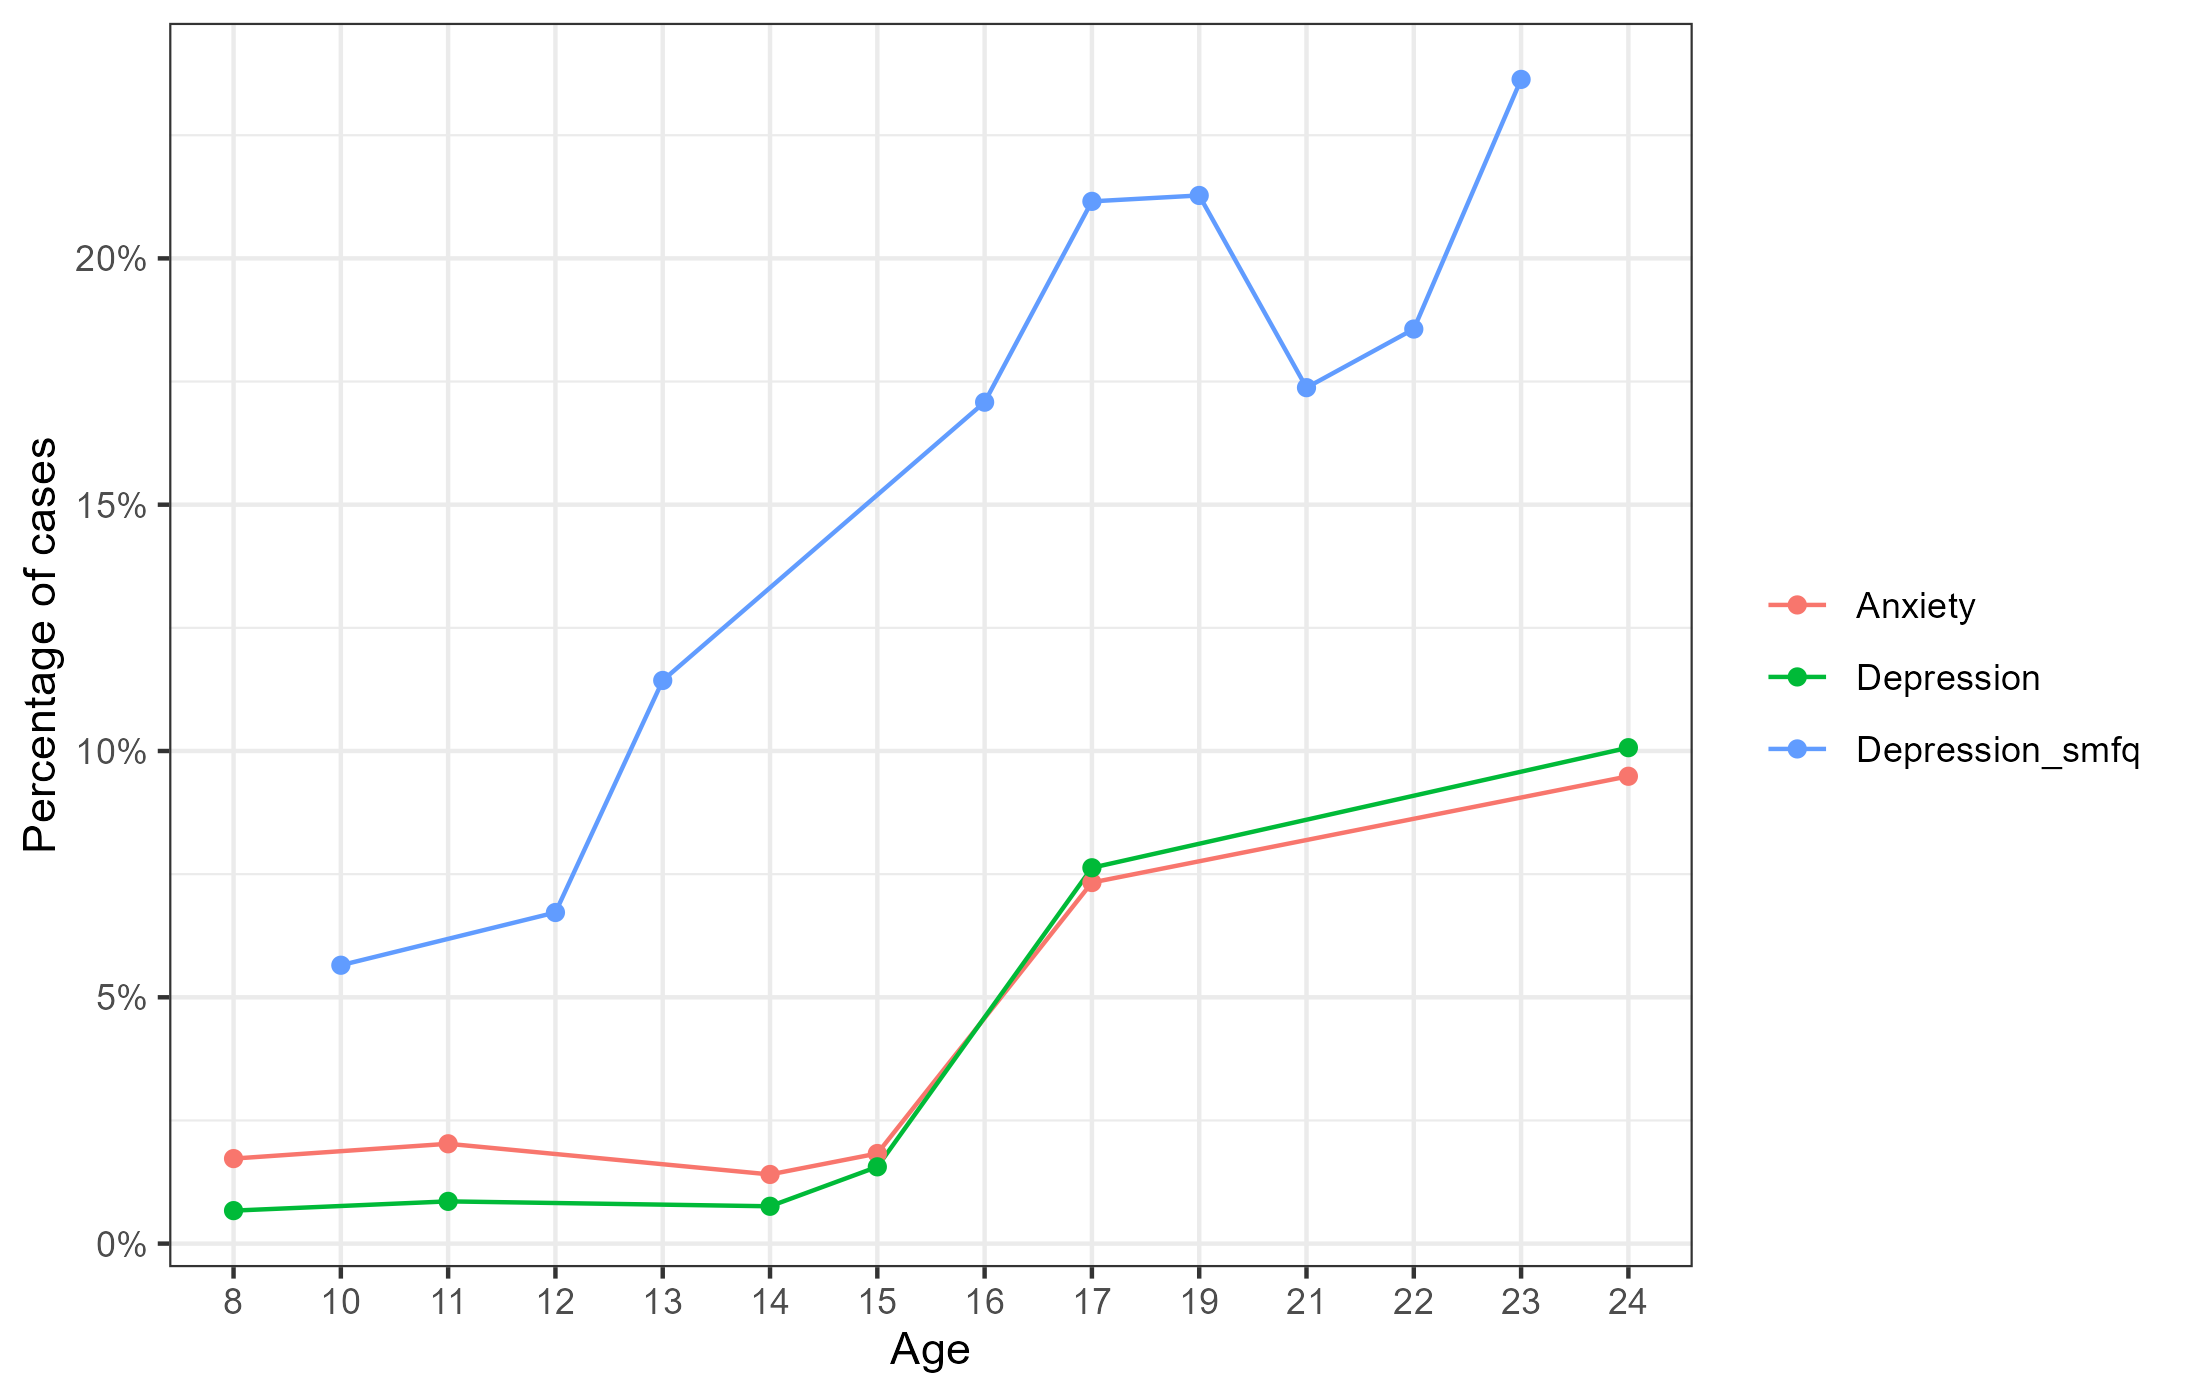 Percentage of cases
20%
15%
10%
5%
0%
8 10 11 12 13 14 15 16 17 19 21 22 23 24
Age
Anxiety
Depression
Depression_smfq